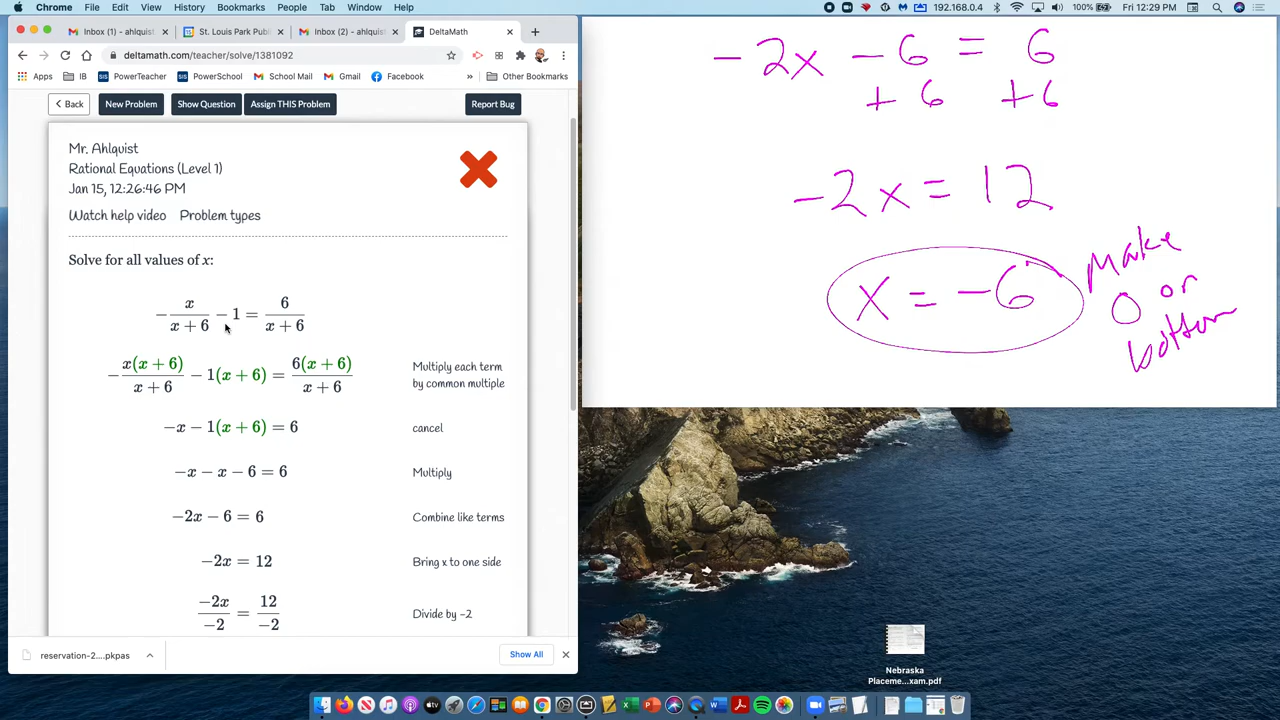 Chrome File Edit View History Bookmarks People Tab Window Help
192.168.0.4 100% Fri 12:29 PM
Inbox (1) - ahlquis
St. Louis Park Publi
Inbox (2) - ahlquist
DeltaMath
deltamath.com/teacher/solve/1381092
Apps IB PowerTeacher PowerSchool School Mail Gmail Facebook » Other Bookmarks
< Back New Problem Show Question Assign THIS Problem Report Bug
Mr. Ahlquist
Rational Equations (Level 1)
Jan 15, 12:26:46 PM
Watch help video Problem types
Solve for all values of x:
−x/(x + 6) − 1 = 6/(x + 6)
−x(x + 6)/(x + 6) − 1(x + 6) = 6(x + 6)/(x + 6)
Multiply each term
by common multiple
−x − 1(x + 6) = 6 cancel
−x − x − 6 = 6 Multiply
−2x − 6 = 6 Combine like terms
−2x = 12 Bring x to one side
−2x/−2 = 12/−2 Divide by -2
reservation-2....pkpas
Show All
-2x - 6 = 6
+ 6 +6
-2x = 12
x = -6
Make
0 or
bottom
Nebraska
Placeme...xam.pdf